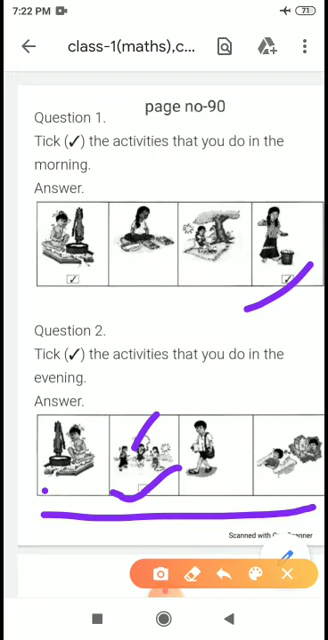 7:22 PM
71
class-1(maths),c...
page no-90
Question 1.
Tick (✓) the activities that you do in the
morning.
Answer.
Question 2.
Tick (✓) the activities that you do in the
evening.
Answer.
Scanned with